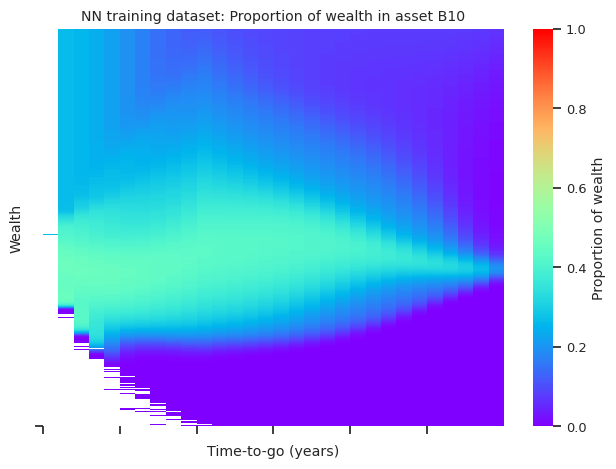 NN training dataset: Proportion of wealth in asset B10
Wealth
Time-to-go (years)
1.0
0.8
0.6
0.4
0.2
0.0
Proportion of wealth